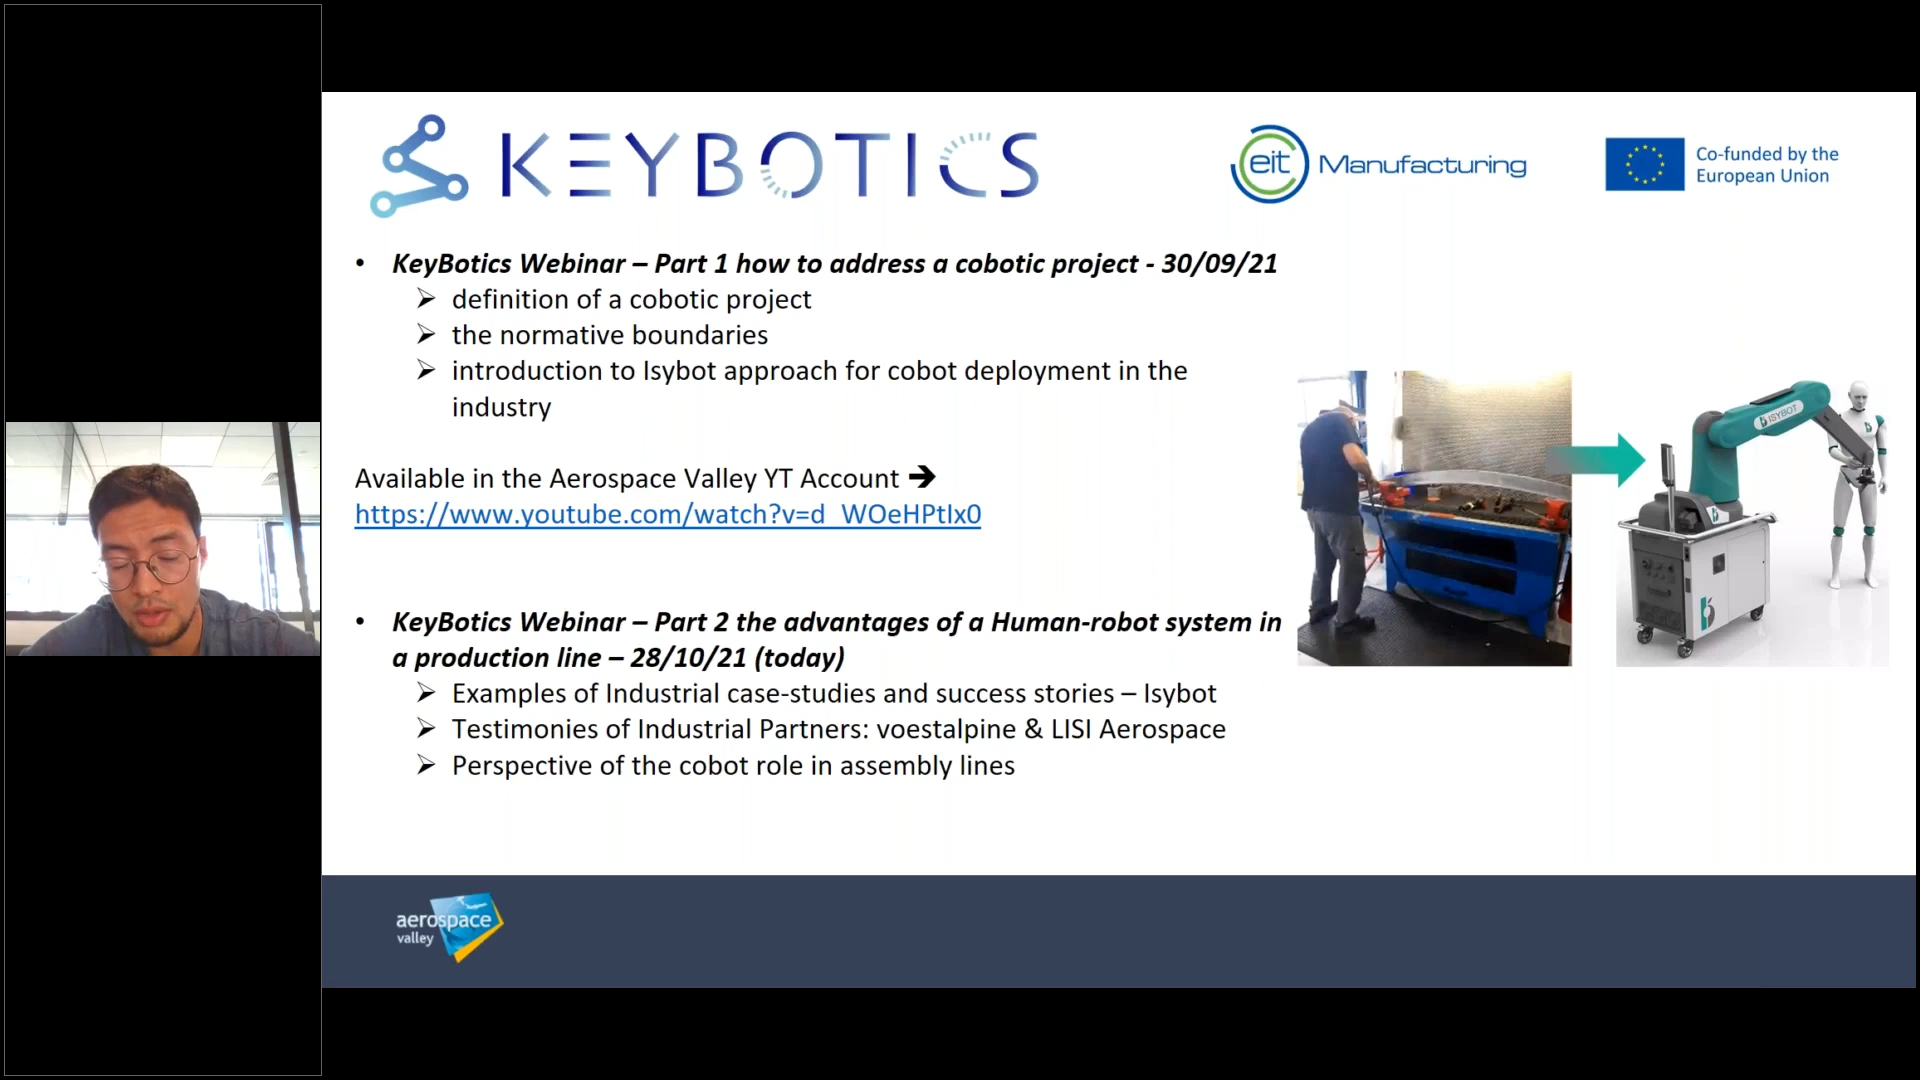 KEYBOTICS
eit Manufacturing
Co-funded by the
European Union
• KeyBotics Webinar – Part 1 how to address a cobotic project - 30/09/21
➢ definition of a cobotic project
➢ the normative boundaries
➢ introduction to Isybot approach for cobot deployment in the
industry
Available in the Aerospace Valley YT Account ➔
https://www.youtube.com/watch?v=d_WOeHPtIx0
ISYBOT
• KeyBotics Webinar – Part 2 the advantages of a Human-robot system in
a production line – 28/10/21 (today)
➢ Examples of Industrial case-studies and success stories – Isybot
➢ Testimonies of Industrial Partners: voestalpine & LISI Aerospace
➢ Perspective of the cobot role in assembly lines
aerospace
valley